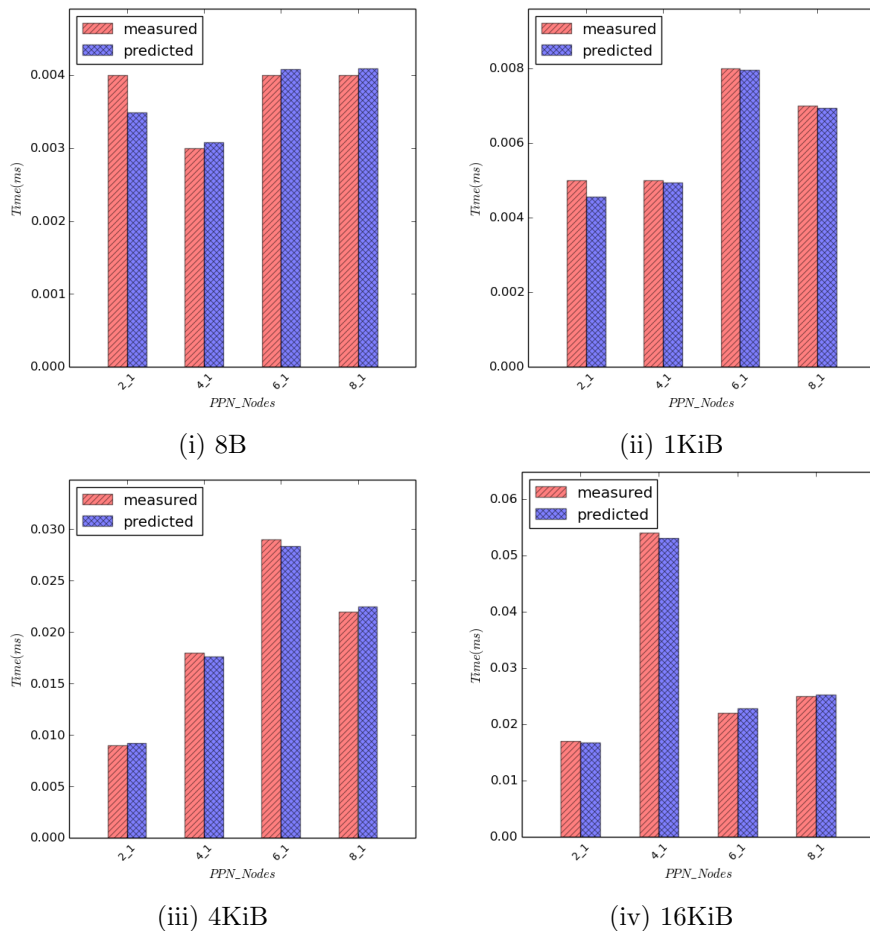 measured
predicted
0.004
0.003
0.002
0.001
0.000
Time(ms)
2_1 4_1 6_1 8_1
PPN_Nodes
(i) 8B
measured
predicted
0.008
0.006
0.004
0.002
0.000
Time(ms)
2_1 4_1 6_1 8_1
PPN_Nodes
(ii) 1KiB
measured
predicted
0.030
0.025
0.020
0.015
0.010
0.005
0.000
Time(ms)
2_1 4_1 6_1 8_1
PPN_Nodes
(iii) 4KiB
measured
predicted
0.06
0.05
0.04
0.03
0.02
0.01
0.00
Time(ms)
2_1 4_1 6_1 8_1
PPN_Nodes
(iv) 16KiB